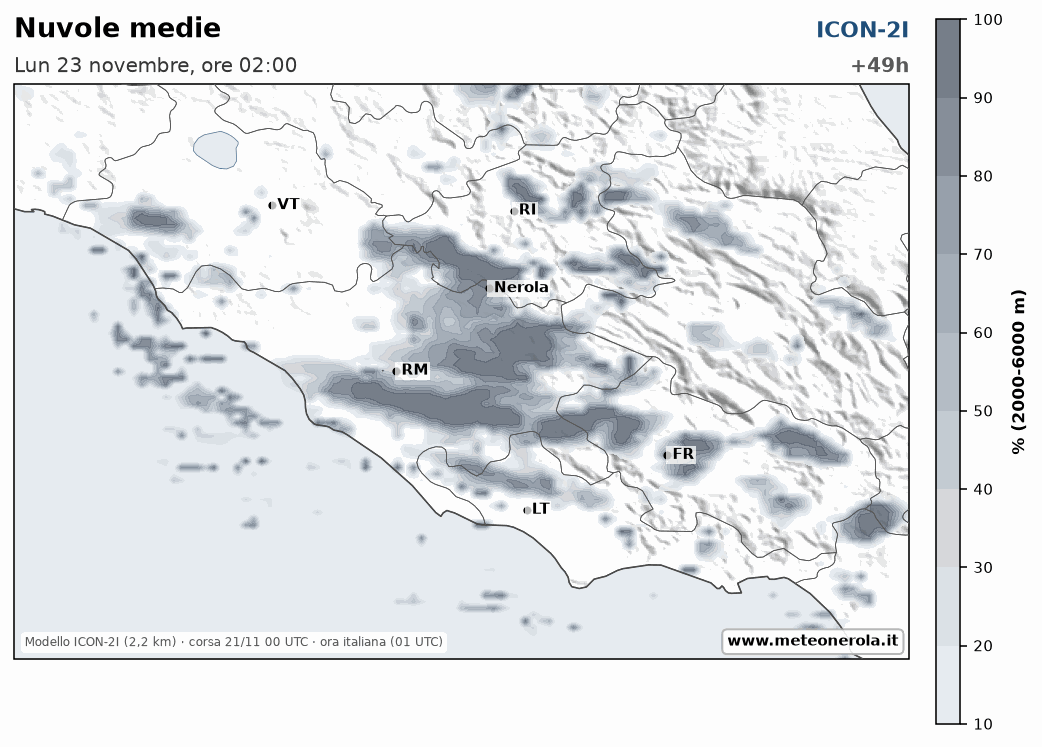 Nuvole medie
ICON-2I
Lun 23 novembre, ore 02:00
+49h
VT
RI
Nerola
RM
FR
LT
Modello ICON-2I (2,2 km) · corsa 21/11 00 UTC · ora italiana (01 UTC)
www.meteonerola.it
100
90
80
70
60
50
40
30
20
10
% (2000-6000 m)